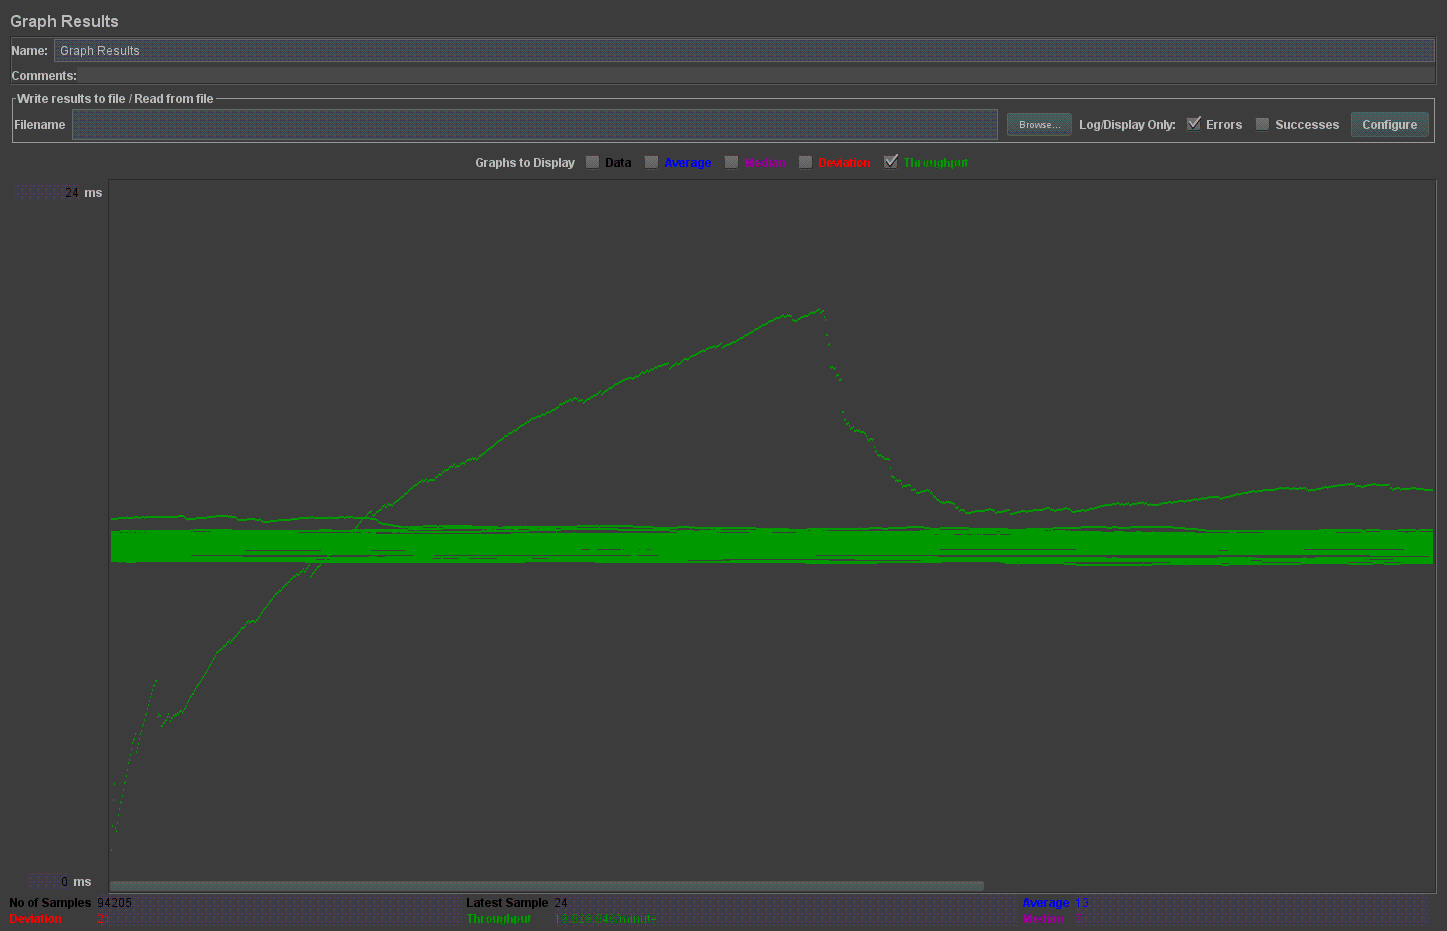 Graph Results
Name: Graph Results
Comments:
Write results to file / Read from file
Filename Browse... Log/Display Only: Errors Successes Configure
Graphs to Display Data Average Median Deviation Throughput
24 ms
0 ms
No of Samples 94205 Latest Sample 24 Average 13
Deviation Throughput Median